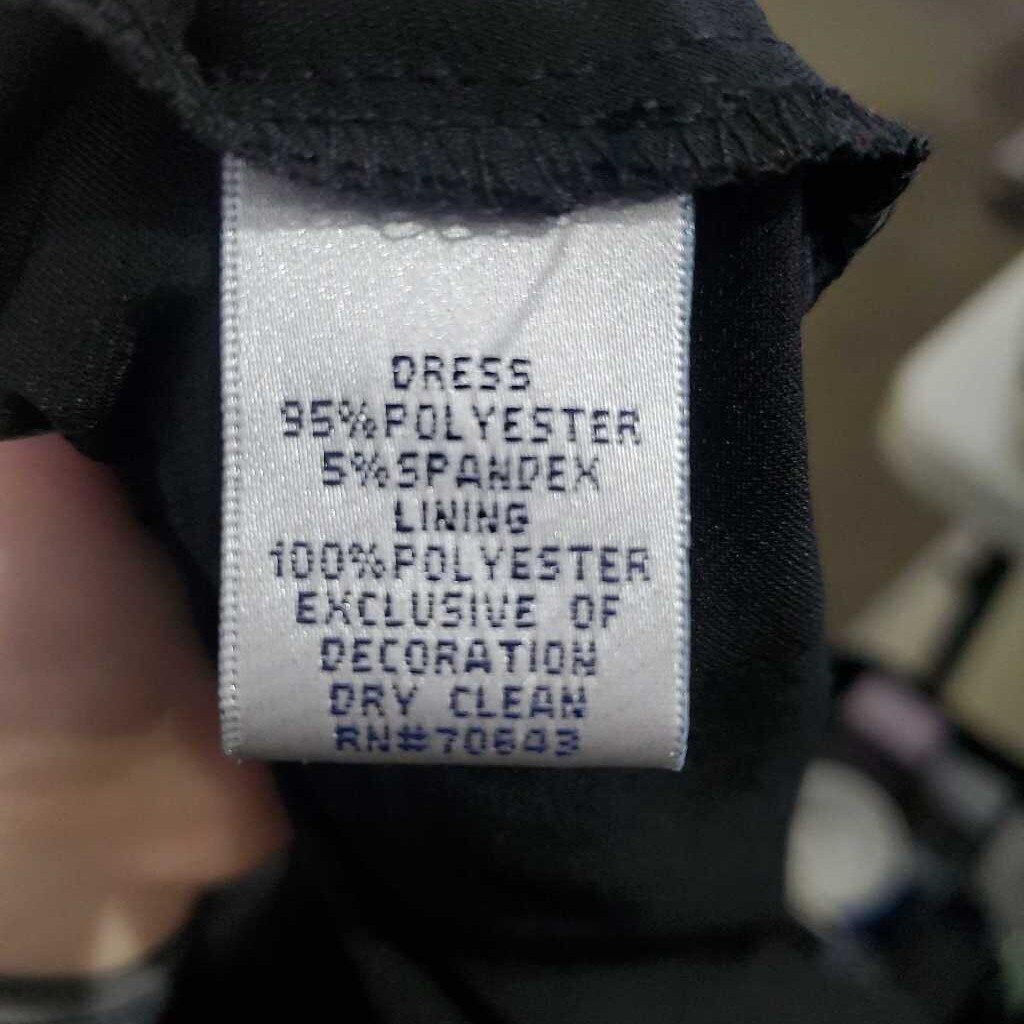 DRESS
95%POLYESTER
5%SPANDEX
LINING
100%POLYESTER
EXCLUSIVE OF
DECORATION
DRY CLEAN
RN#70643